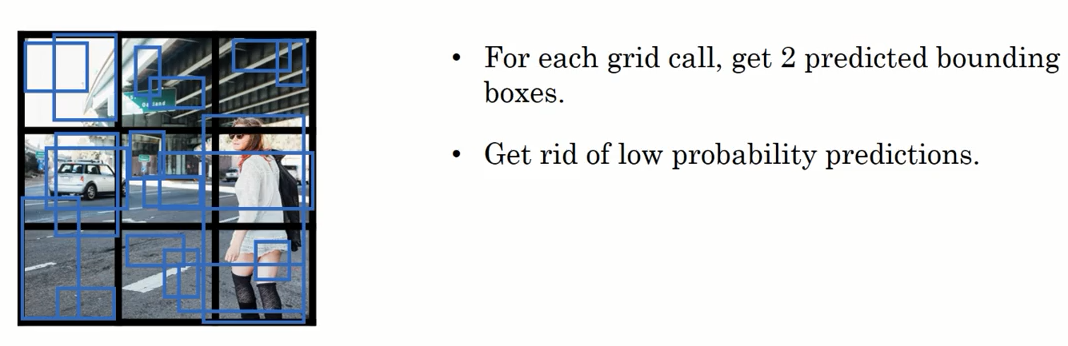 • For each grid call, get 2 predicted bounding
boxes.
• Get rid of low probability predictions.
Oakland